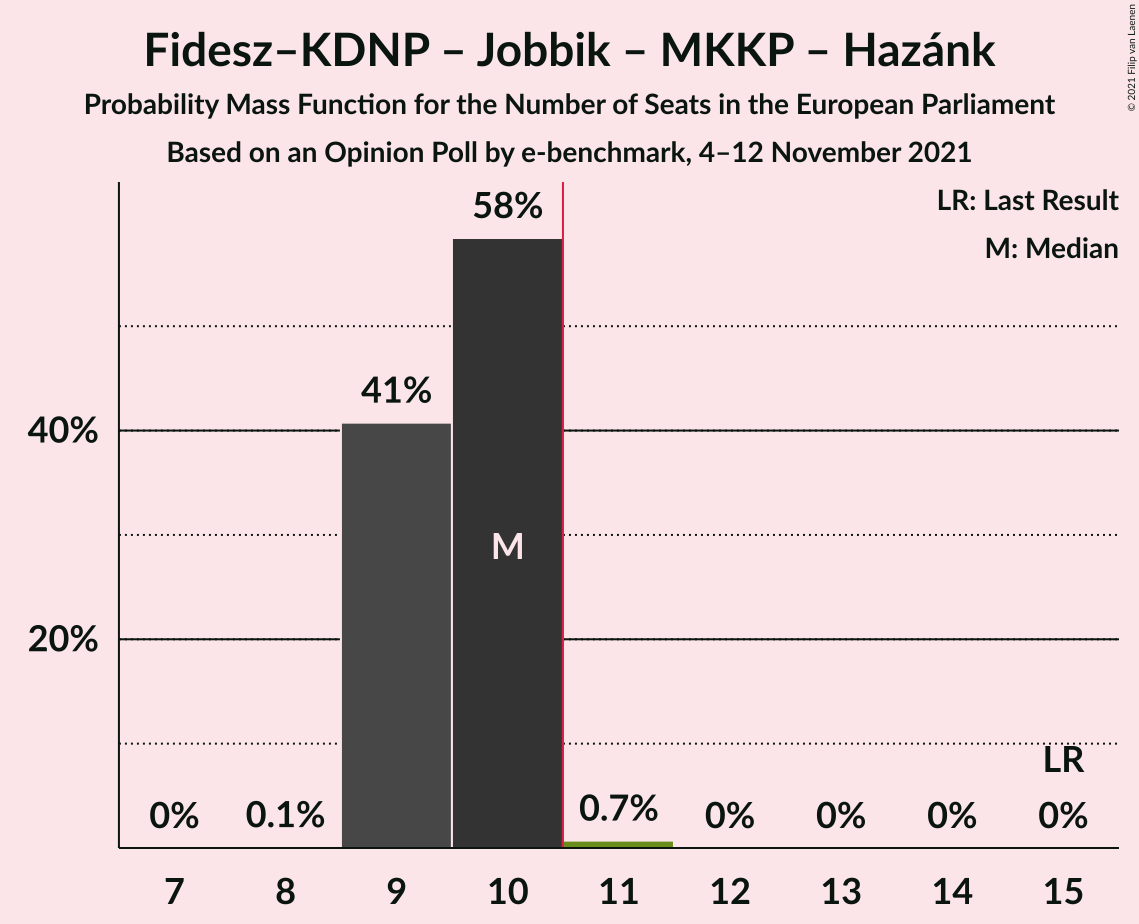 Fidesz–KDNP – Jobbik – MKKP – Hazánk
Probability Mass Function for the Number of Seats in the European Parliament
Based on an Opinion Poll by e-benchmark, 4–12 November 2021
© 2021 Filip van Laenen
LR: Last Result
M: Median
58%
41%
40%
M
20%
LR
0% 0.1% 0.7% 0% 0% 0% 0%
7 8 9 10 11 12 13 14 15